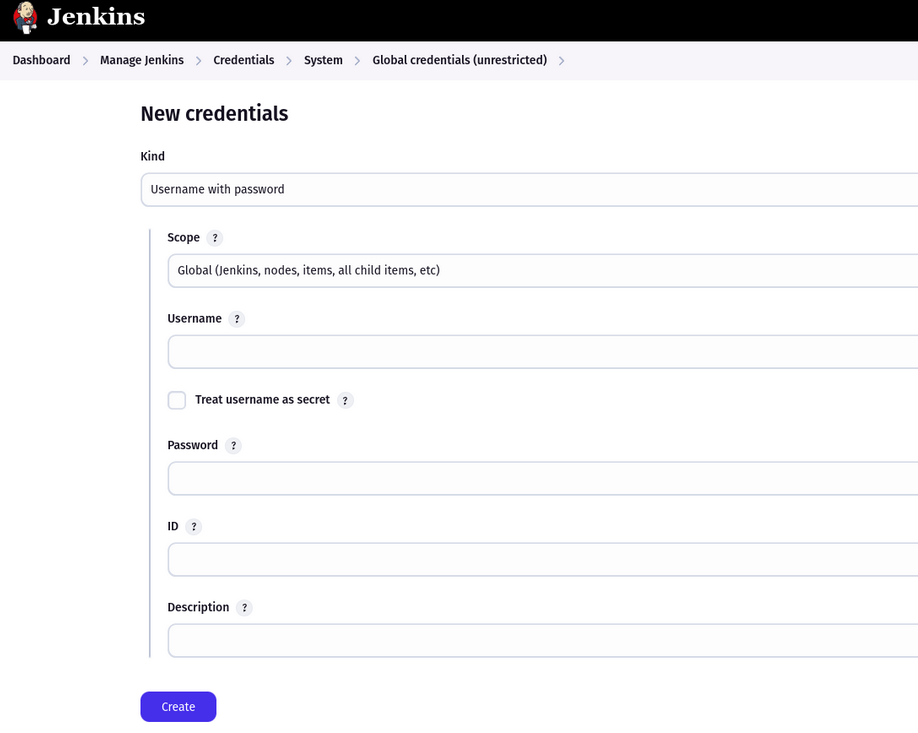 Jenkins
Dashboard > Manage Jenkins > Credentials > System > Global credentials (unrestricted) >
New credentials
Kind
Username with password
Scope ?
Global (Jenkins, nodes, items, all child items, etc)
Username ?
Treat username as secret ?
Password ?
ID ?
Description ?
Create